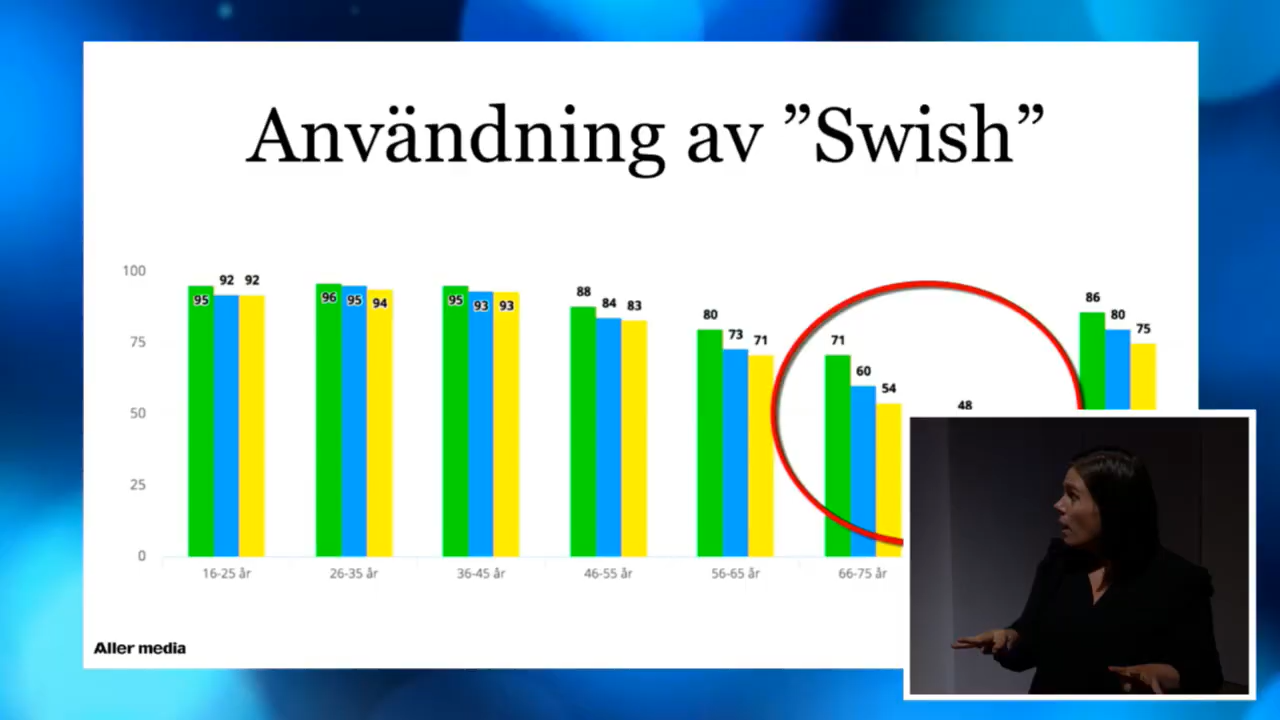 Användning av ”Swish”
100
75
50
25
0
95 92 92
96 95 94
95 93 93
88 84 83
80 73 71
71 60 54
48
86 80 75
16-25 år 26-35 år 36-45 år 46-55 år 56-65 år 66-75 år
Aller media